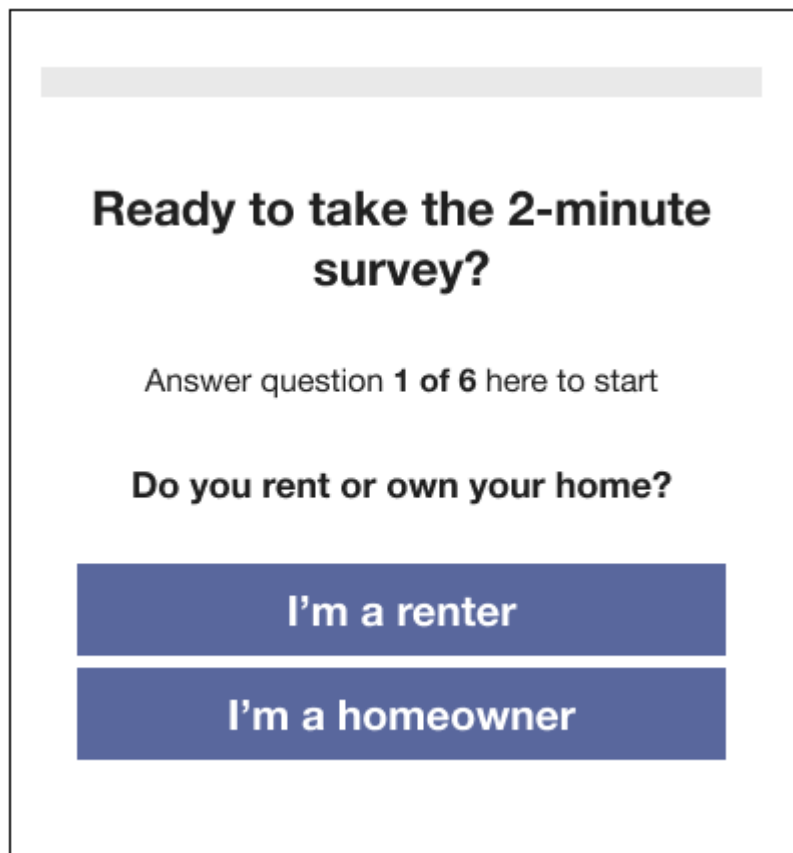 Ready to take the 2-minute
survey?
Answer question 1 of 6 here to start
Do you rent or own your home?
I’m a renter
I’m a homeowner